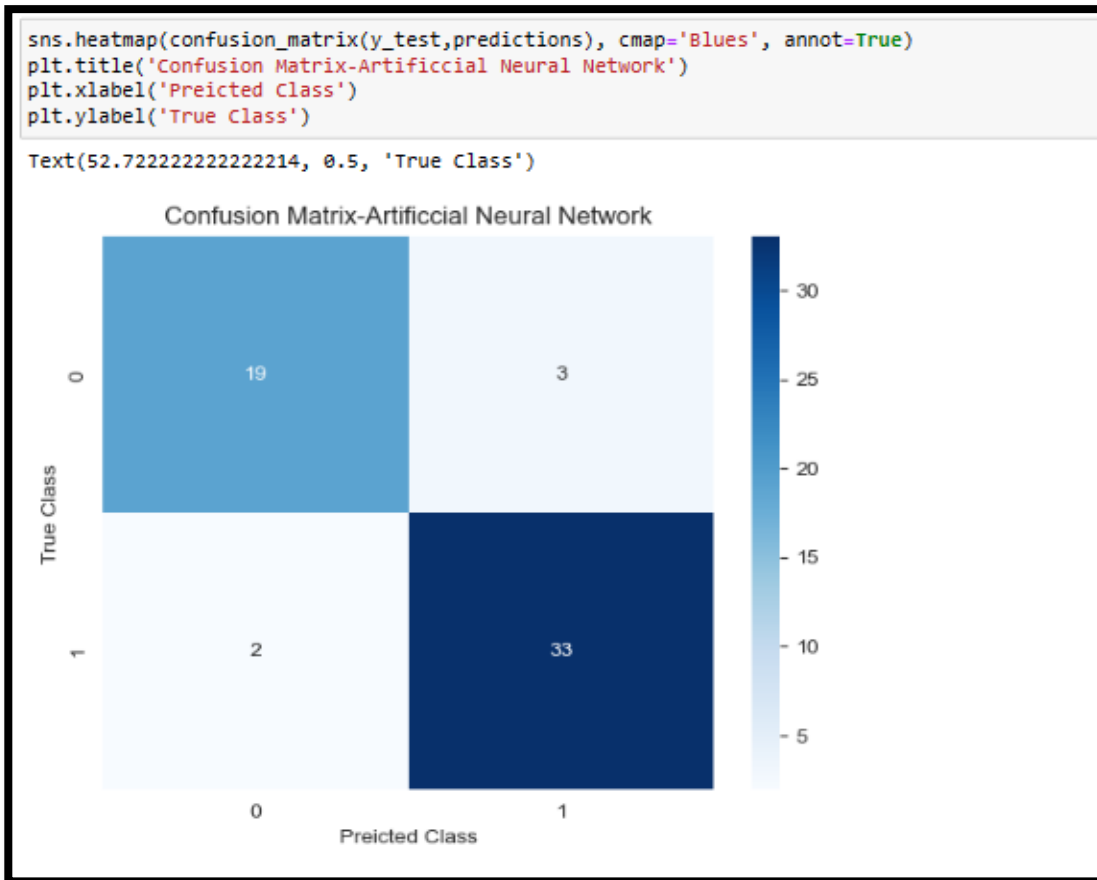 sns.heatmap(confusion_matrix(y_test,predictions), cmap='Blues', annot=True)
plt.title('Confusion Matrix-Artificcial Neural Network')
plt.xlabel('Preicted Class')
plt.ylabel('True Class')
Text(52.722222222222214, 0.5, 'True Class')
Confusion Matrix-Artificcial Neural Network
30
0
19
3
25
20
True Class
15
1
2
33
10
5
0
1
Preicted Class